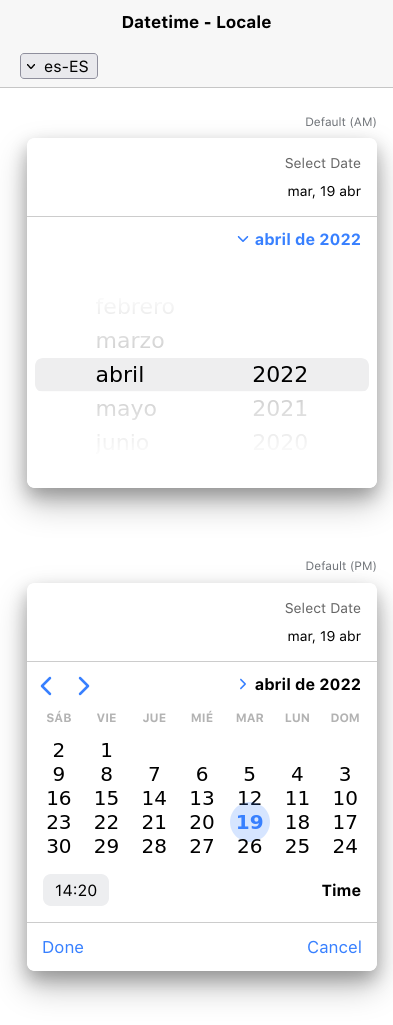 Datetime - Locale
es-ES
Default (AM)
Select Date
mar, 19 abr
abril de 2022
febrero
marzo
abril 2022
mayo 2021
junio 2020
Default (PM)
Select Date
mar, 19 abr
abril de 2022
SÁB VIE JUE MIÉ MAR LUN DOM
2 1
9 8 7 6 5 4 3
16 15 14 13 12 11 10
23 22 21 20 19 18 17
30 29 28 27 26 25 24
14:20 Time
Done Cancel